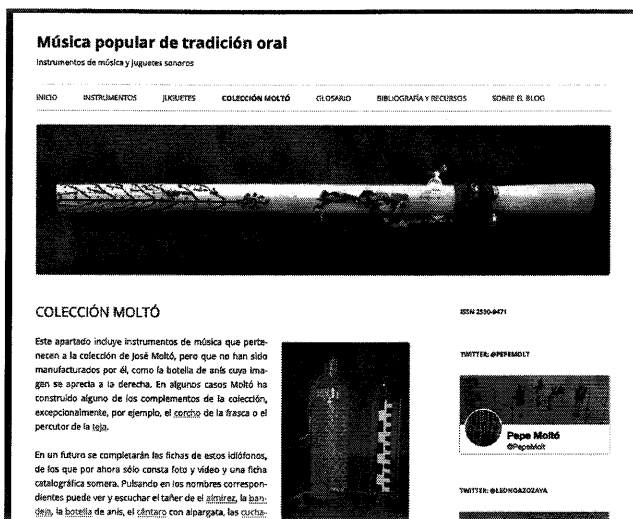 Música popular de tradición oral
Instrumentos de música y juguetes sonoros
INICIO INSTRUMENTOS JUGUETES COLECCIÓN MOLTÓ GLOSARIO BIBLIOGRAFÍA Y RECURSOS SOBRE EL BLOG
COLECCIÓN MOLTÓ
Este apartado incluye instrumentos de música que perte-
necen a la colección de José Moltó, pero que no han sido
manufacturados por él, como la botella de anís cuya ima-
gen se aprecia a la derecha. En algunos casos Moltó ha
construido alguno de los complementos de la colección,
excepcionalmente, por ejemplo, el corcho de la frasca o el
percutor de la teja.
En un futuro se completarán las fichas de estos idiófonos,
de los que por ahora sólo consta foto y vídeo y una ficha
catalográfica somera. Pulsando en los nombres correspon-
dientes puede ver y escuchar el tañer de el almirez, la ban-
deja, la botella de anís, el cántaro con alpargata, las cucha-
ISSN 2530-9471
TWITTER: @PEPEMOLT
Pepe Moltó
@PepeMolt
TWITTER: @LEONGAZOZAYA